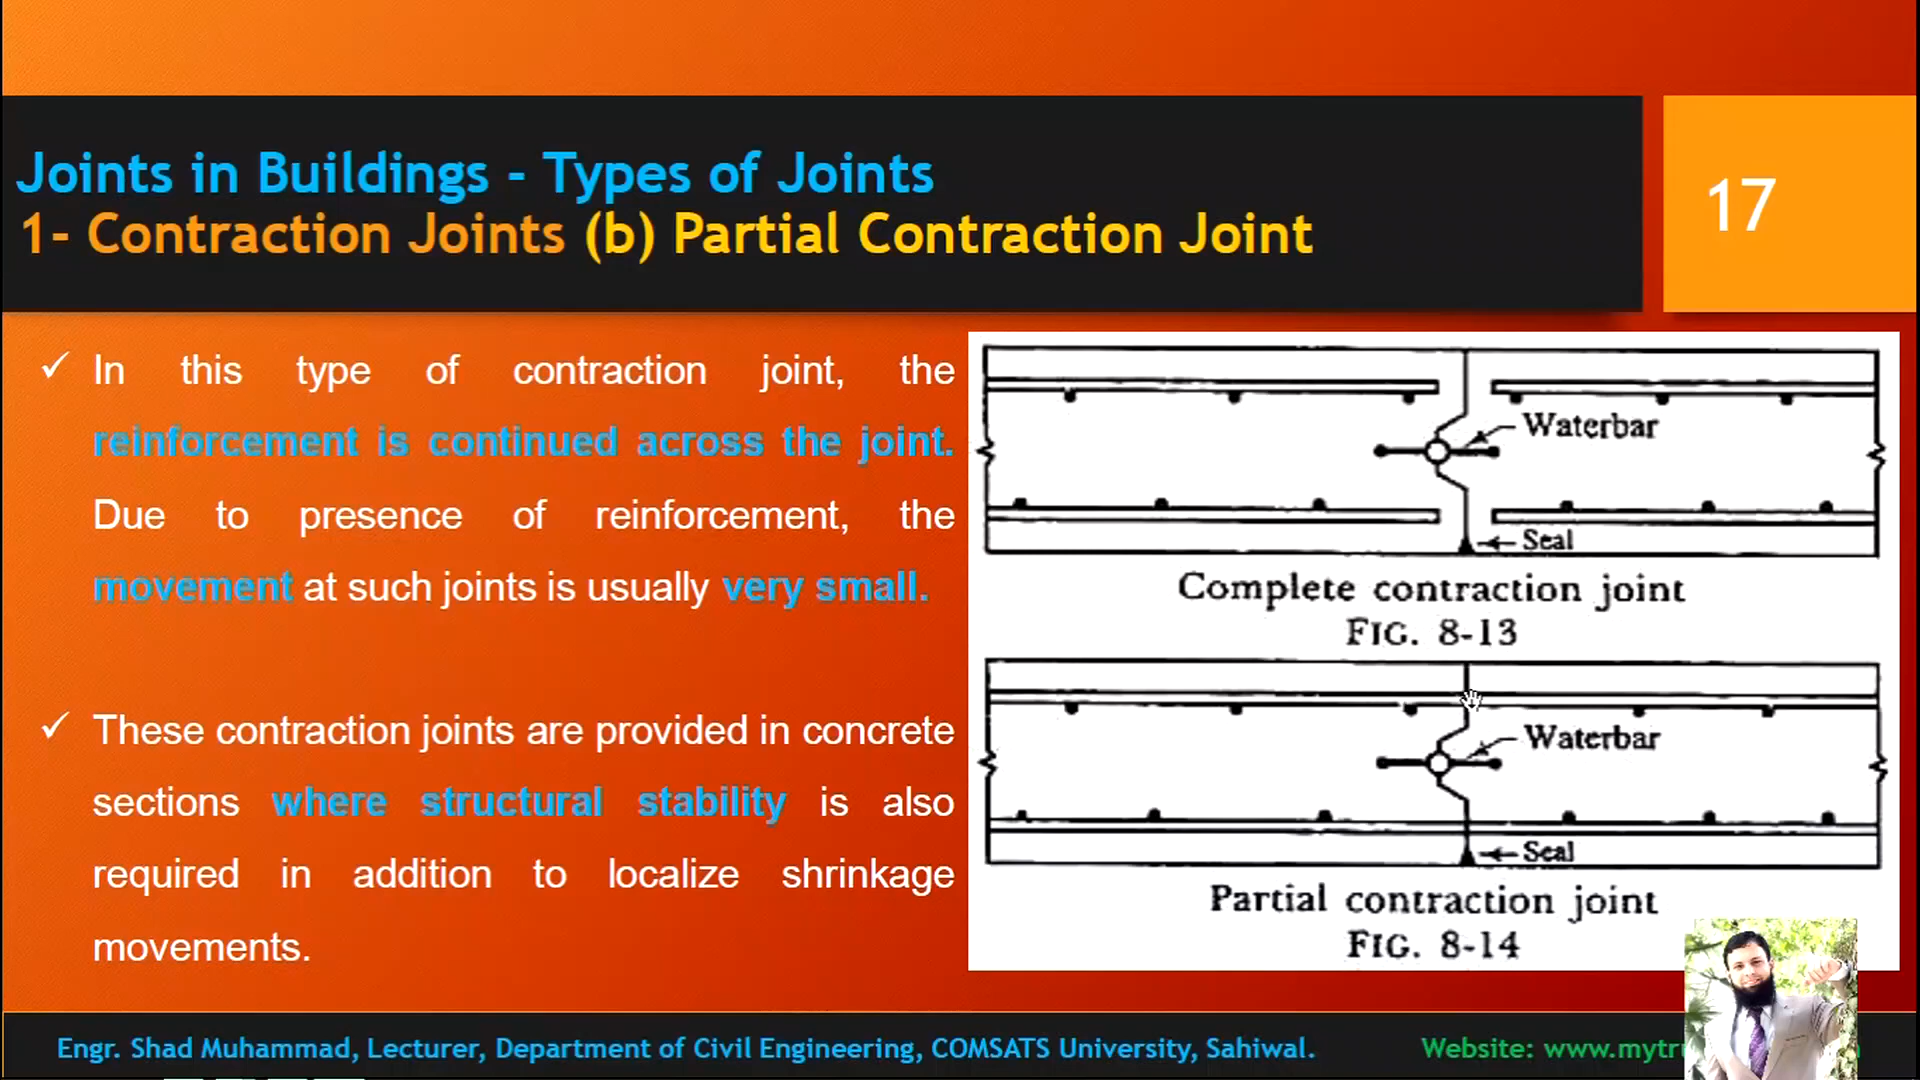 Joints in Buildings - Types of Joints
1- Contraction Joints (b) Partial Contraction Joint
17
✓ In this type of contraction joint, the
reinforcement is continued across the joint.
Due to presence of reinforcement, the
movement at such joints is usually very small.
✓ These contraction joints are provided in concrete
sections where structural stability is also
required in addition to localize shrinkage
movements.
Waterbar
Seal
Complete contraction joint
FIG. 8-13
Waterbar
Seal
Partial contraction joint
FIG. 8-14
Engr. Shad Muhammad, Lecturer, Department of Civil Engineering, COMSATS University, Sahiwal.
Website: